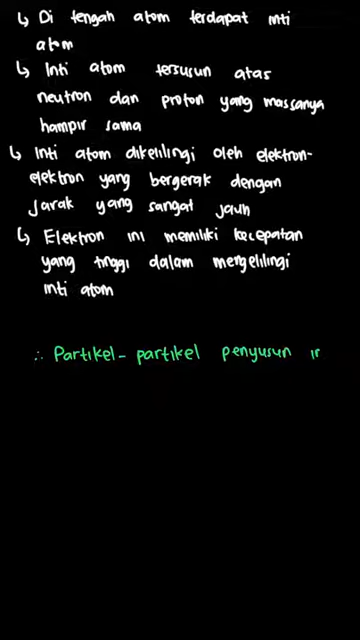 ↳ Di tengah atom terdapat inti
atom
↳ Inti atom tersusun atas
neutron dan proton yang massanya
hampir sama
↳ Inti atom dikelilingi oleh elektron-
elektron yang bergerak dengan
jarak yang sangat jauh
↳ Elektron ini memiliki kecepatan
yang tinggi dalam mengelilingi
inti atom
∴ Partikel-partikel penyusun